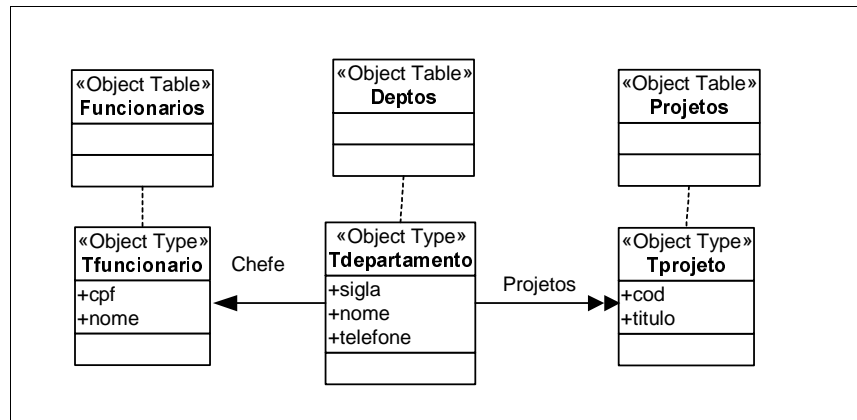 «Object Table»
Funcionarios
«Object Table»
Deptos
«Object Table»
Projetos
«Object Type»
Tfuncionario
+cpf
+nome
Chefe
«Object Type»
Tdepartamento
+sigla
+nome
+telefone
Projetos
«Object Type»
Tprojeto
+cod
+titulo